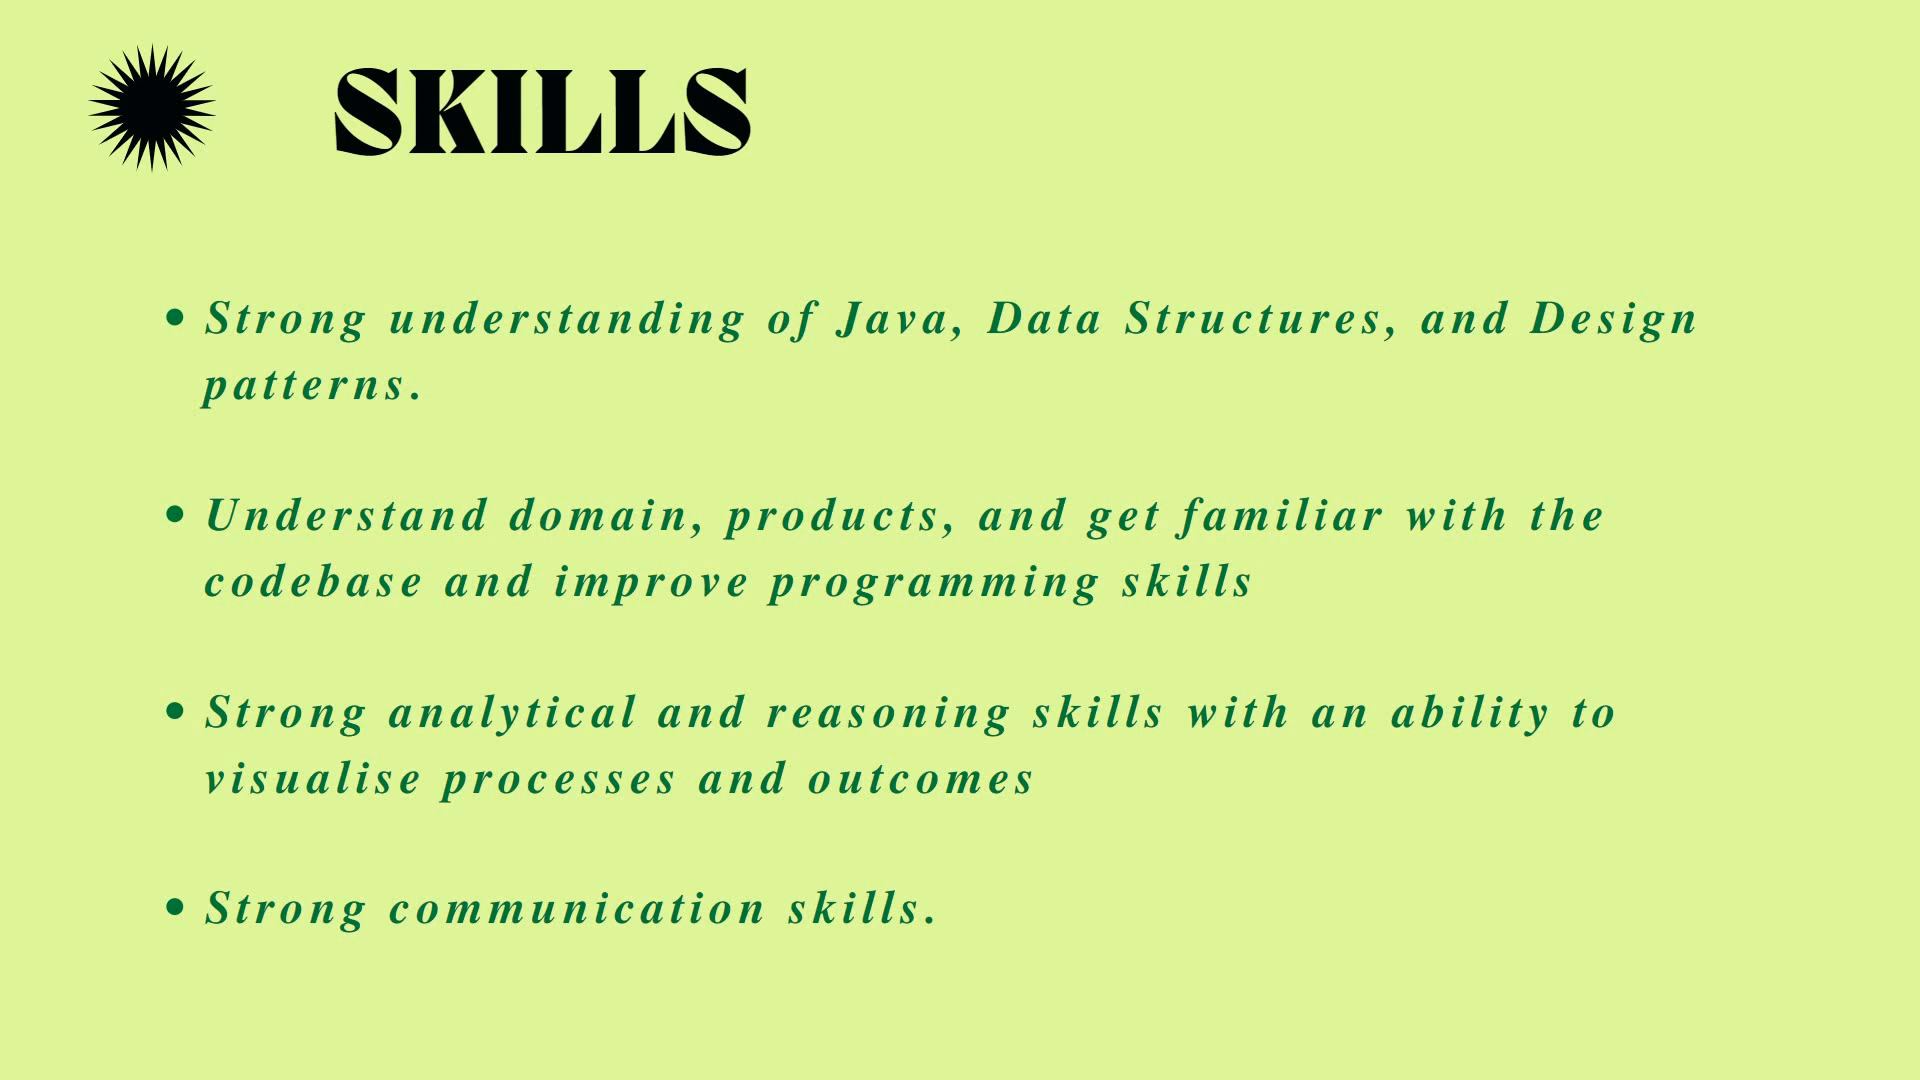 SKILLS
• Strong understanding of Java, Data Structures, and Design
patterns.
• Understand domain, products, and get familiar with the
codebase and improve programming skills
• Strong analytical and reasoning skills with an ability to
visualise processes and outcomes
• Strong communication skills.